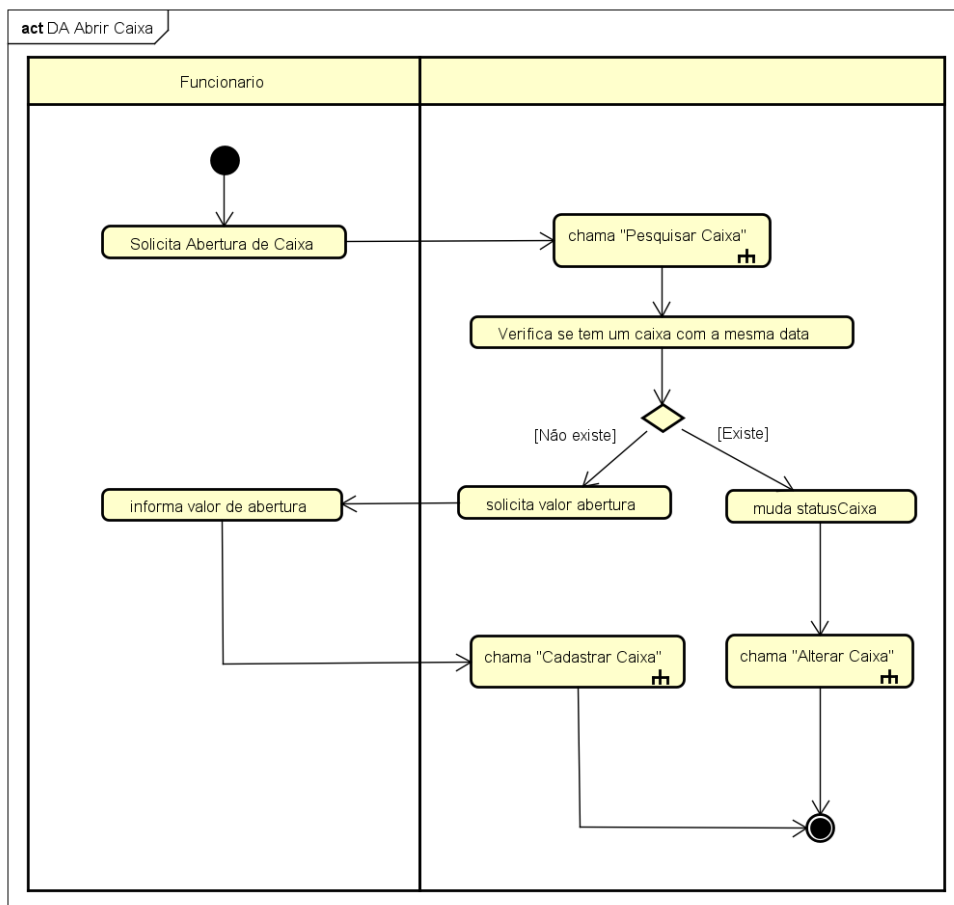 act DA Abrir Caixa
Funcionario
Solicita Abertura de Caixa
chama "Pesquisar Caixa"
Verifica se tem um caixa com a mesma data
[Não existe]
[Existe]
informa valor de abertura
solicita valor abertura
muda statusCaixa
chama "Cadastrar Caixa"
chama "Alterar Caixa"